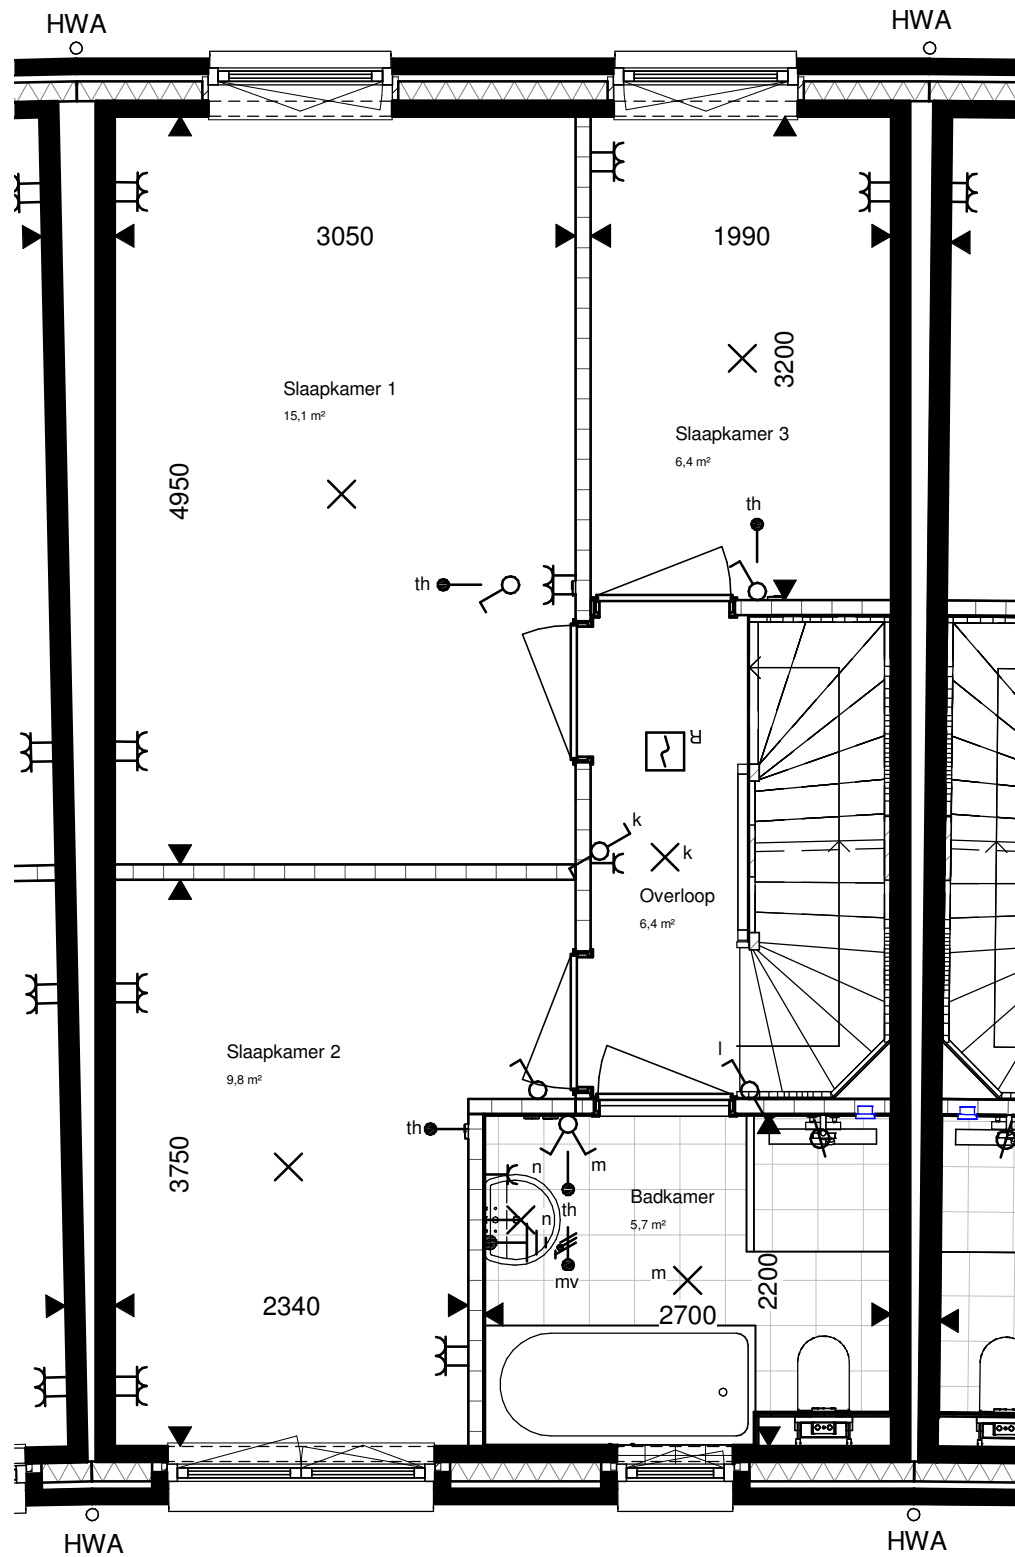 HWA
HWA
3050
1990
3200
Slaapkamer 1
15,1 m²
Slaapkamer 3
6,4 m²
4950
th
th
R
k
k
Overloop
6,4 m²
Slaapkamer 2
9,8 m²
l
th
3750
n
m
th
n
Badkamer
5,7 m²
mv
m
2200
2340
2700
HWA
HWA